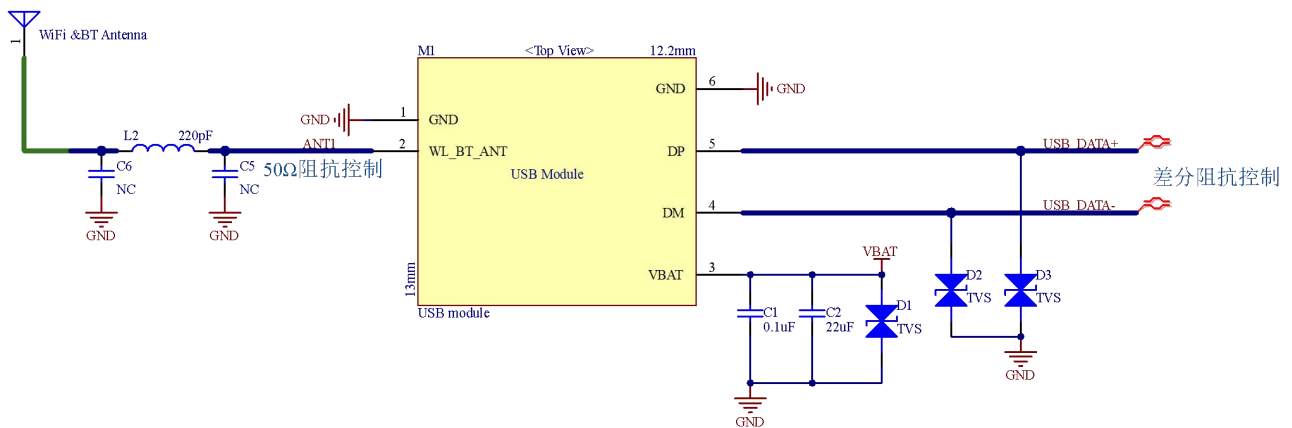 1
WiFi &BT Antenna
M1
<Top View>
12.2mm
GND
6
GND
GND
1
GND
L2
220pF
ANT1
2
WL_BT_ANT
DP
5
USB_DATA+
C6
NC
C5
NC
50Ω阻抗控制
USB Module
差分阻抗控制
DM
4
USB_DATA-
GND
GND
VBAT
VBAT
3
13mm
D2
TVS
D3
TVS
USB module
C1
0.1uF
C2
22uF
D1
TVS
GND
GND